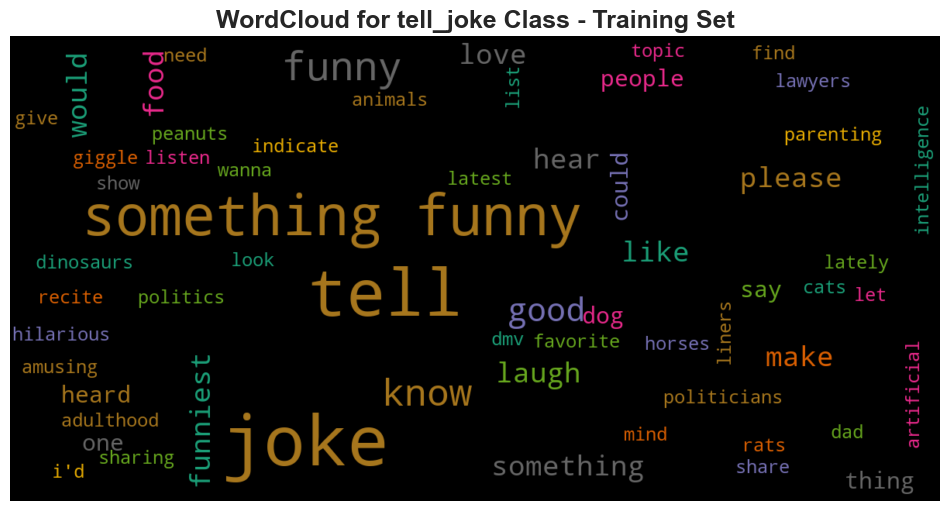 WordCloud for tell_joke Class - Training Set
need
funny
love
topic
find
would
food
list
people
lawyers
give
animals
peanuts
indicate
parenting
giggle
listen
wanna
hear
could
please
intelligence
show
latest
something funny
like
dinosaurs
look
lately
tell
recite
politics
say
cats
let
good
dog
hilarious
dmv
favorite
horses
liners
make
artificial
amusing
laugh
heard
funniest
know
politicians
adulthood
joke
one
mind
dad
rats
sharing
i'd
something
share
thing